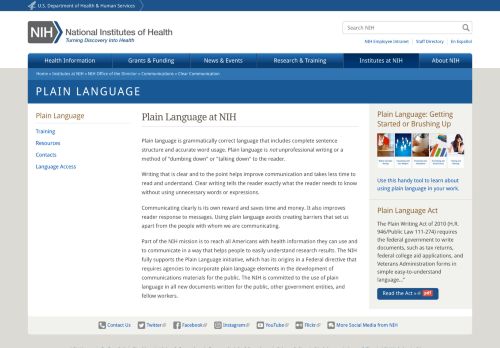 U.S. Department of Health & Human Services
NIH National Institutes of Health
Turning Discovery Into Health
Search NIH
NIH Employee Intranet | Staff Directory | En Español
Health Information Grants & Funding News & Events Research & Training Institutes at NIH About NIH
Home » Institutes at NIH » NIH Office of the Director » Communications » Clear Communication
PLAIN LANGUAGE
Plain Language
Training
Resources
Contacts
Language Access
Plain Language at NIH
Plain language is grammatically correct language that includes complete sentence
structure and accurate word usage. Plain language is not unprofessional writing or a
method of "dumbing down" or "talking down" to the reader.
Writing that is clear and to the point helps improve communication and takes less time to
read and understand. Clear writing tells the reader exactly what the reader needs to know
without using unnecessary words or expressions.
Communicating clearly is its own reward and saves time and money. It also improves
reader response to messages. Using plain language avoids creating barriers that set us
apart from the people with whom we are communicating.
Part of the NIH mission is to reach all Americans with health information they can use and
to communicate in a way that helps people to easily understand research results. The NIH
fully supports the Plain Language initiative, which has its origins in a Federal directive that
requires agencies to incorporate plain language elements in the development of
communications materials for the public. The NIH is committed to the use of plain
language in all new documents written for the public, other government entities, and
fellow workers.
Plain Language: Getting
Started or Brushing Up
Use this handy tool to learn about
using plain language in your work.
Plain Language Act
The Plain Writing Act of 2010 (H.R.
946/Public Law 111-274) requires
the federal government to write
documents, such as tax returns,
federal college aid applications, and
Veterans Administration forms in
simple easy-to-understand
language..."
Read the Act » pdf
Contact Us Twitter Facebook Instagram YouTube Flickr More Social Media from NIH